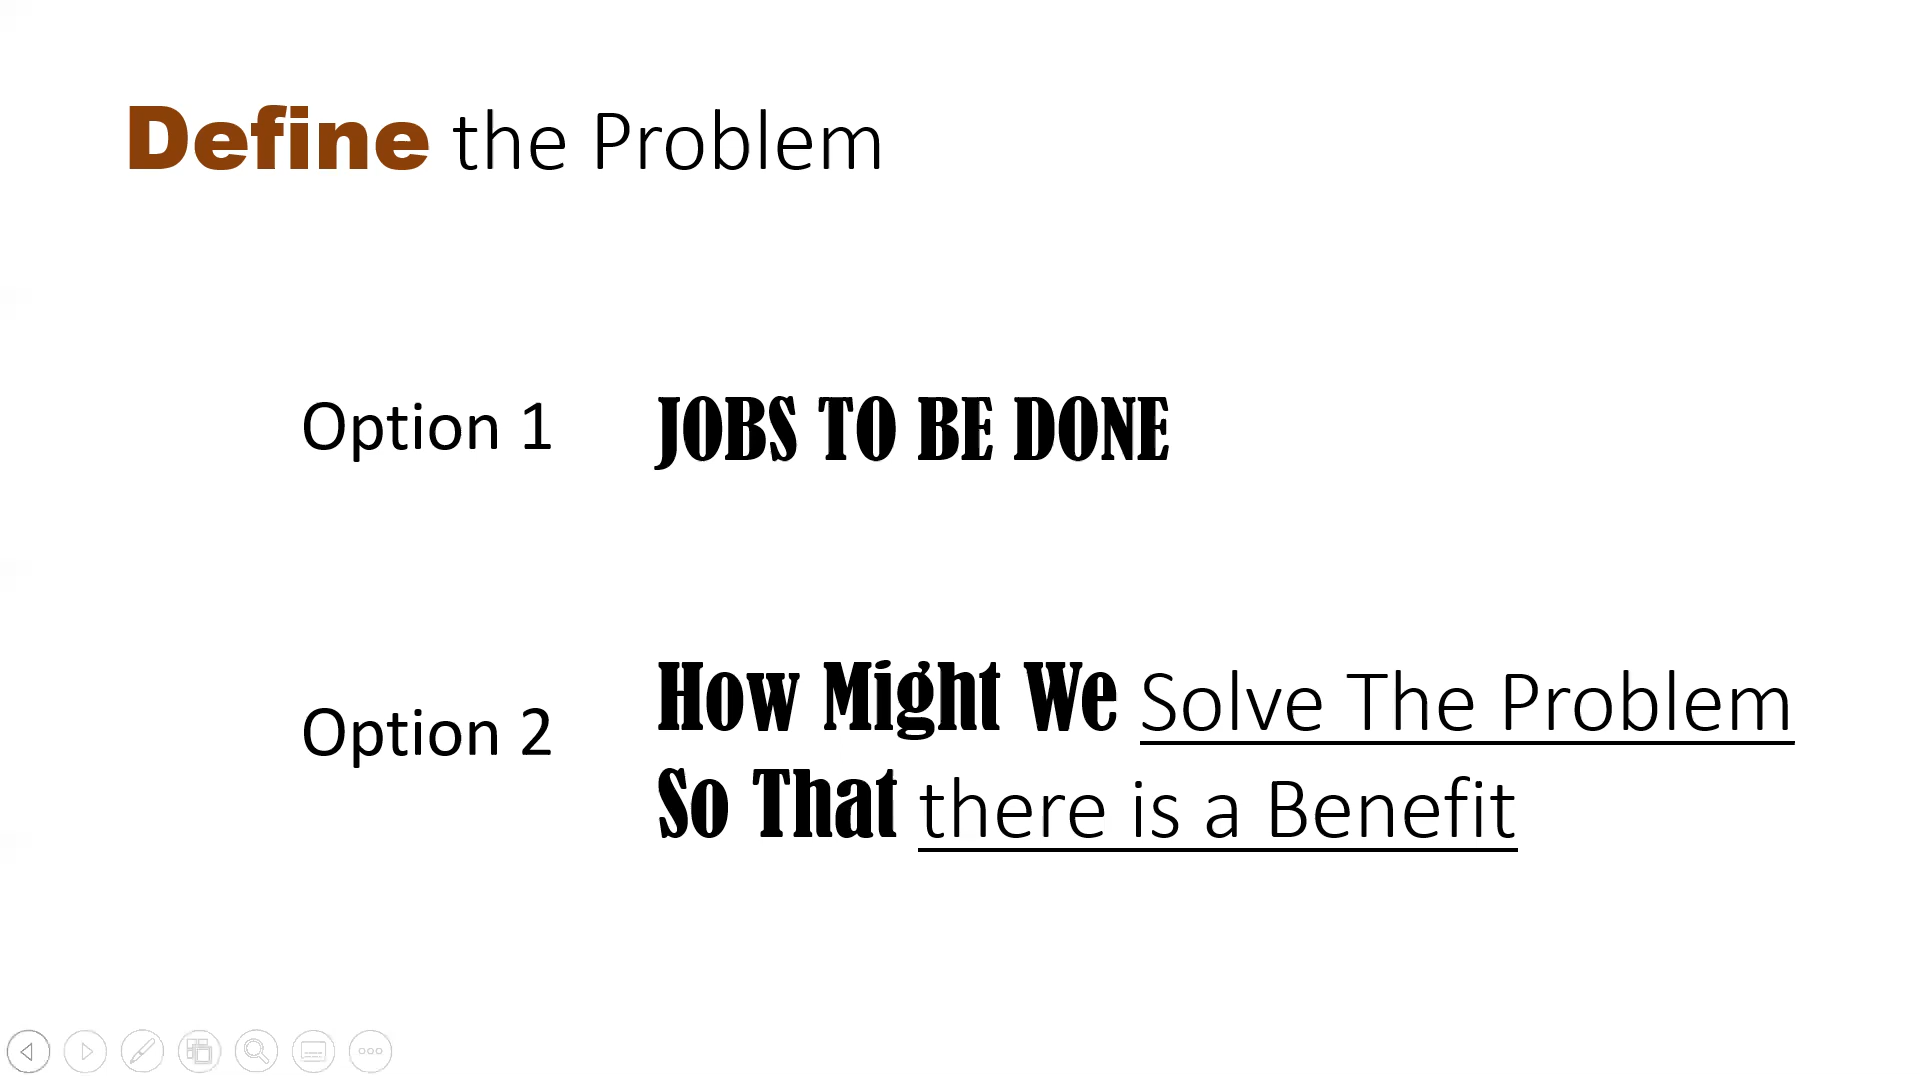 Define the Problem
Option 1 JOBS TO BE DONE
Option 2 How Might We Solve The Problem
So That there is a Benefit